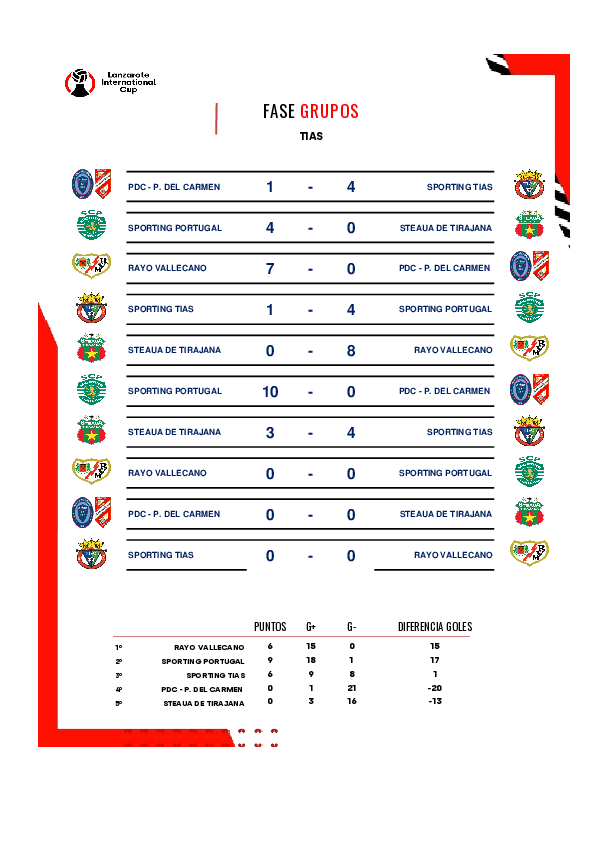 Lanzarote
International
Cup
FASE GRUPOS
TIAS
PDC - P. DEL CARMEN 1 - 4 SPORTING TIAS
SCP
SPORTING PORTUGAL 4 - 0 STEAUA DE TIRAJANA
RAYO VALLECANO 7 - 0 PDC - P. DEL CARMEN
SPORTING TIAS 1 - 4 SPORTING PORTUGAL
STEAUA DE TIRAJANA 0 - 8 RAYO VALLECANO
SPORTING PORTUGAL 10 - 0 PDC - P. DEL CARMEN
STEAUA DE TIRAJANA 3 - 4 SPORTING TIAS
RAYO VALLECANO 0 - 0 SPORTING PORTUGAL
PDC - P. DEL CARMEN 0 - 0 STEAUA DE TIRAJANA
SPORTING TIAS 0 - 0 RAYO VALLECANO
PUNTOS G+ G- DIFERENCIA GOLES
1º RAYO VALLECANO 6 15 0 15
2º SPORTING PORTUGAL 9 18 1 17
3º SPORTING TIAS 6 9 8 1
4º PDC - P. DEL CARMEN 0 1 21 -20
5º STEAUA DE TIRAJANA 0 3 16 -13